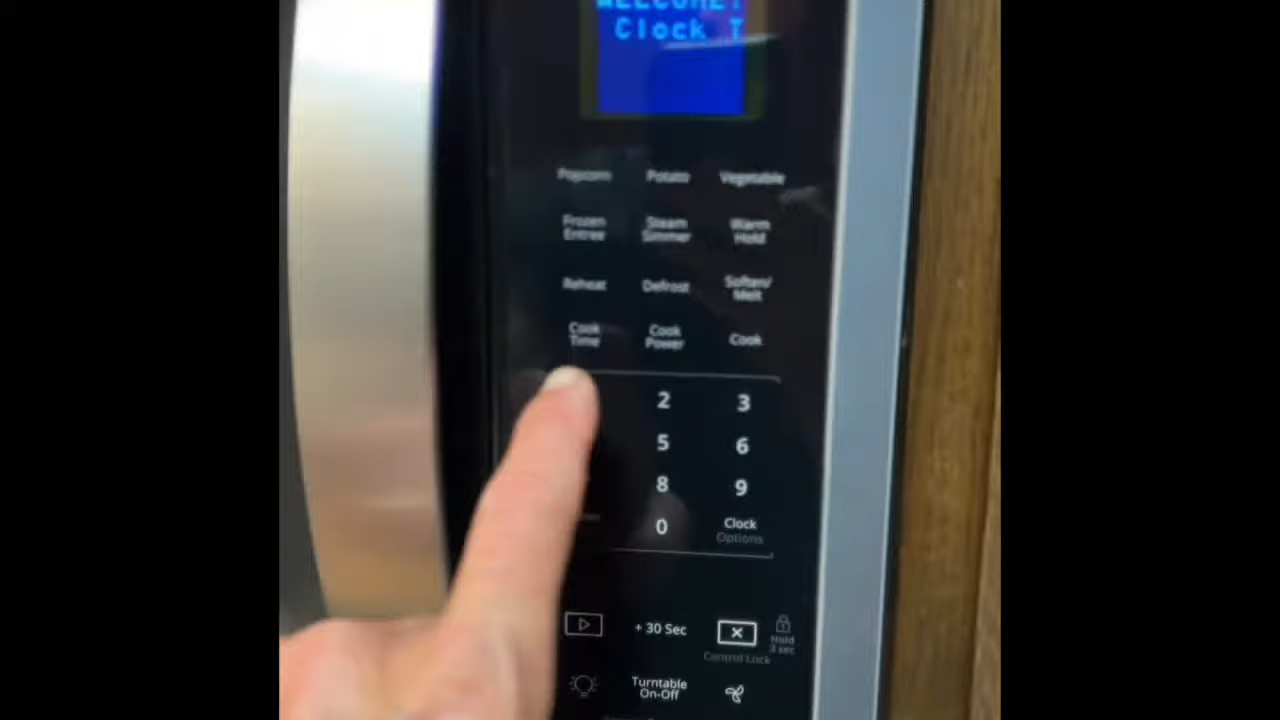 WELCOME!
Clock T
Popcorn Potato Vegetable
Frozen Entree
Steam Simmer
Warm Hold
Reheat Defrost
Soften/ Melt
Cook Time
Cook Power
Cook
2 3
5 6
8 9
0
Clock
Options
+ 30 Sec
Hold 3 sec
Control Lock
Turntable On-Off